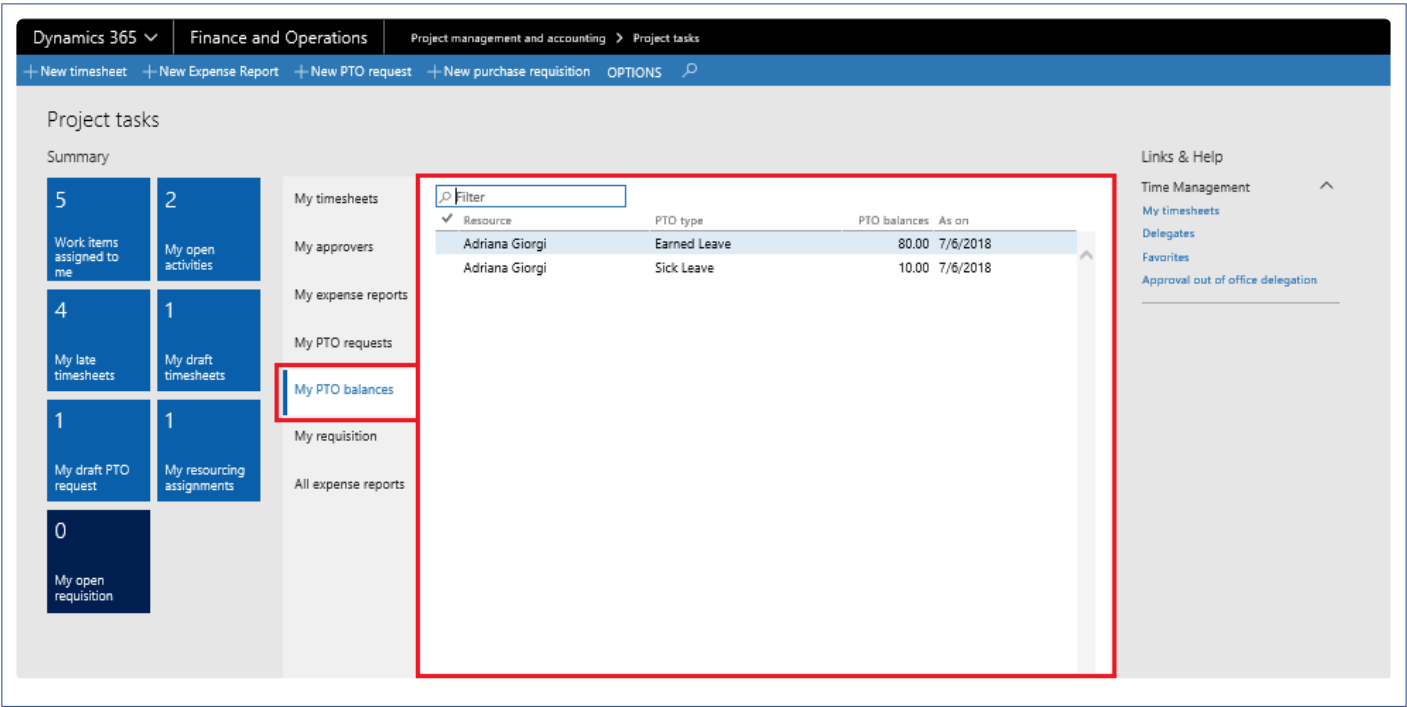 Dynamics 365 Finance and Operations Project management and accounting > Project tasks
New timesheet New Expense Report New PTO request New purchase requisition OPTIONS
Project tasks
Summary
5
Work items
assigned to
me
2
My open
activities
4
My late
timesheets
1
My draft
timesheets
1
My draft PTO
request
1
My resourcing
assignments
0
My open
requisition
My timesheets
My approvers
My expense reports
My PTO requests
My PTO balances
My requisition
All expense reports
Filter
Resource PTO type PTO balances As on
Adriana Giorgi Earned Leave 80.00 7/6/2018
Adriana Giorgi Sick Leave 10.00 7/6/2018
Links & Help
Time Management
My timesheets
Delegates
Favorites
Approval out of office delegation